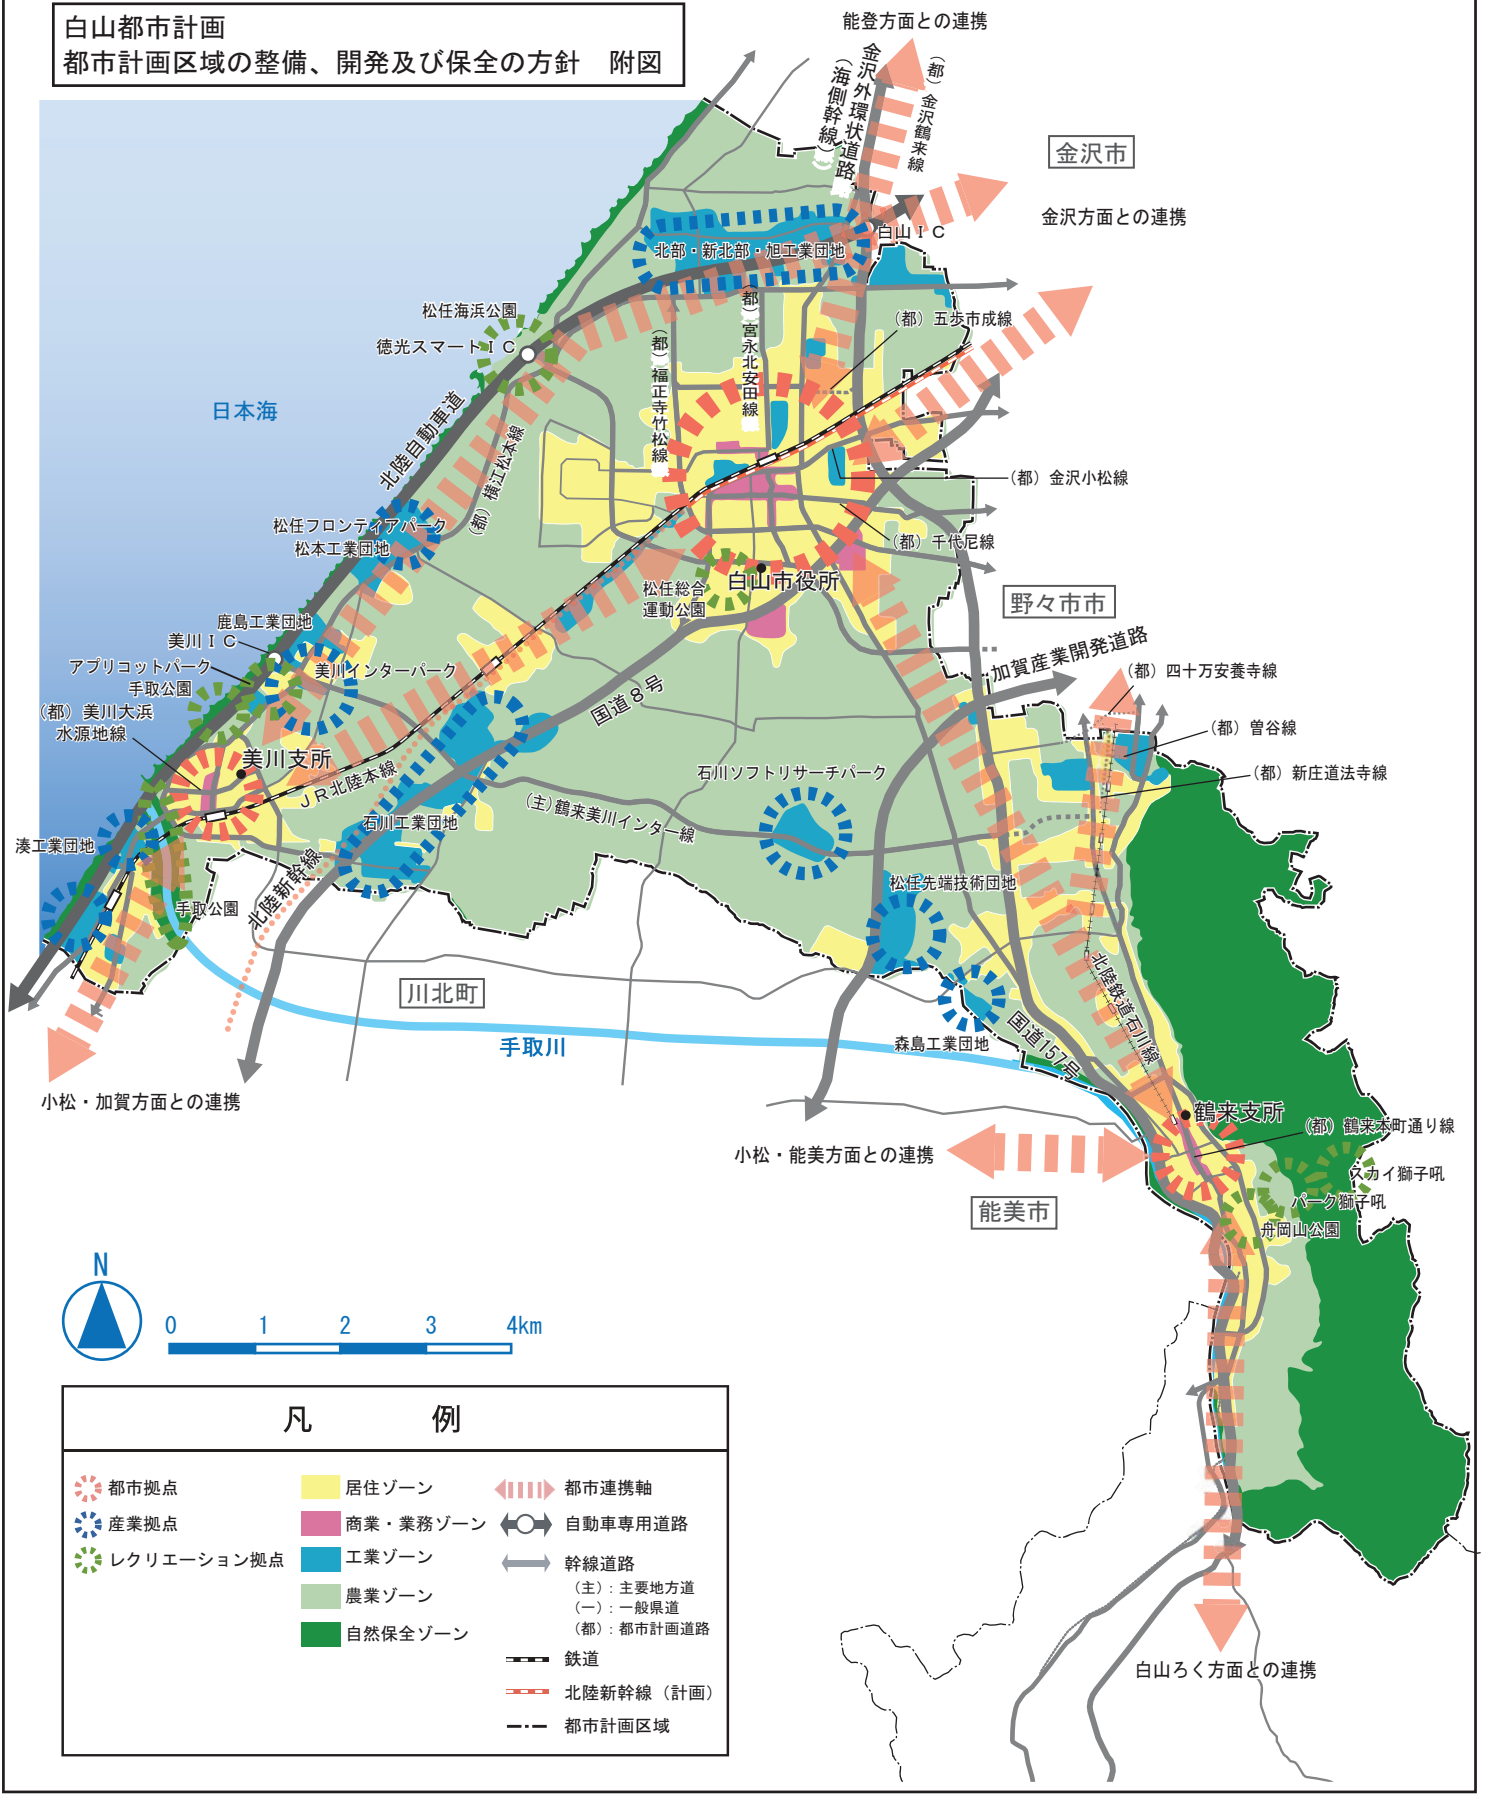 白山都市計画
都市計画区域の整備、開発及び保全の方針　附図
能登方面との連携
金沢外環状道路
（海側幹線）
（都）金沢鶴来線
金沢市
金沢方面との連携
白山ＩＣ
北部・新北部・旭工業団地
松任海浜公園
徳光スマートＩＣ
（都）五歩市成線
（都）宮永北安田線
（都）福正寺竹松線
日本海
北陸自動車道
（都）横江松本線
（都）金沢小松線
松任フロンティアパーク
松本工業団地
（都）千代尼線
白山市役所
松任総合
運動公園
野々市市
鹿島工業団地
美川ＩＣ
アプリコットパーク
手取公園
美川インターパーク
加賀産業開発道路
（都）四十万安養寺線
（都）美川大浜
水源地線
国道８号
（都）曽谷線
美川支所
ＪＲ北陸本線
石川ソフトリサーチパーク
（都）新庄道法寺線
（主）鶴来美川インター線
石川工業団地
湊工業団地
北陸新幹線
松任先端技術団地
手取公園
川北町
北陸鉄道石川線
手取川
森島工業団地
国道157号
小松・加賀方面との連携
鶴来支所
（都）鶴来本町通り線
小松・能美方面との連携
スカイ獅子吼
パーク獅子吼
能美市
舟岡山公園
N
0 1 2 3 4km
凡　例
都市拠点
産業拠点
レクリエーション拠点
居住ゾーン
商業・業務ゾーン
工業ゾーン
農業ゾーン
自然保全ゾーン
都市連携軸
自動車専用道路
幹線道路
（主）：主要地方道
（一）：一般県道
（都）：都市計画道路
鉄道
北陸新幹線（計画）
都市計画区域
白山ろく方面との連携